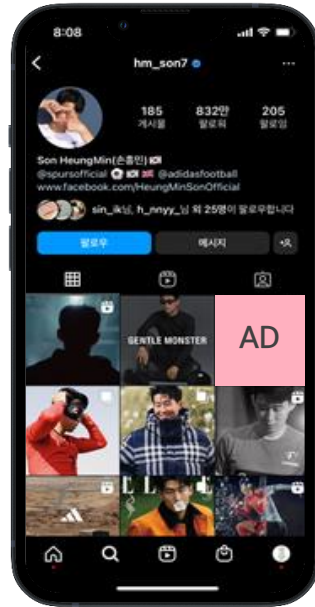 8:08
hm_son7
185 832만 205
게시물 팔로워 팔로잉
Son HeungMin(손흥민)
@spursofficial @adidasfootball
www.facebook.com/HeungMinSonOfficial
sin_ik님, h_nnyy_님 외 25명이 팔로우합니다
팔로우 메시지
GENTLE MONSTER
AD